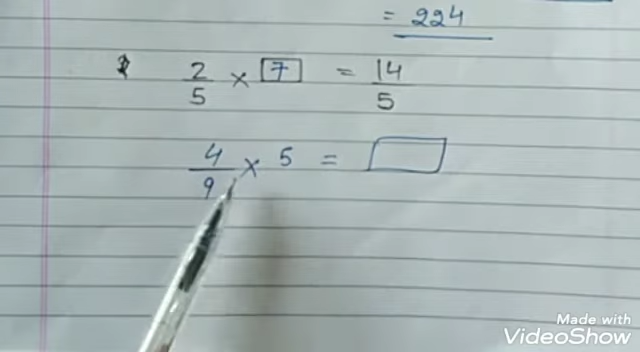 = 224
2/5 × 7 = 14/5
4/9 × 5 =
Made with
VideoShow